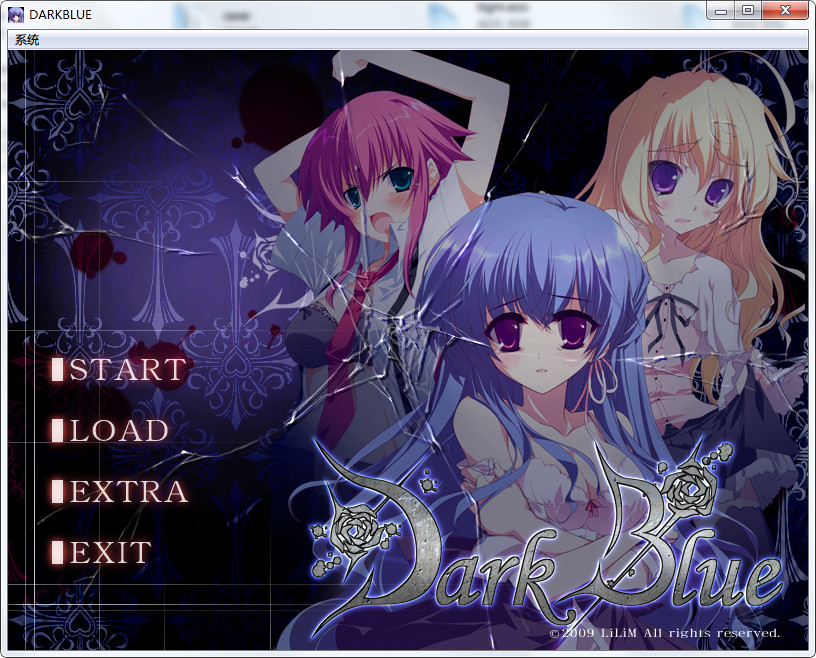 DARKBLUE
系统
START
LOAD
EXTRA
EXIT
Dark Blue
©2009 LiLiM All rights reserved.